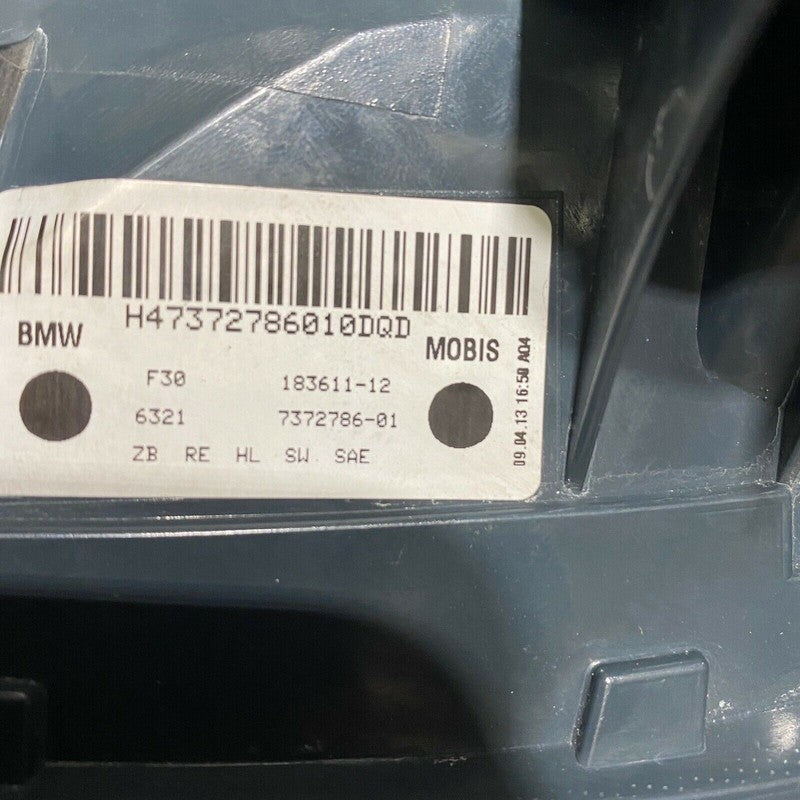 H47372786010DQD
BMW
MOBIS
F30 183611-12
6321 7372786-01
ZB RE HL SW SAE
09.04.13 16:50 A04